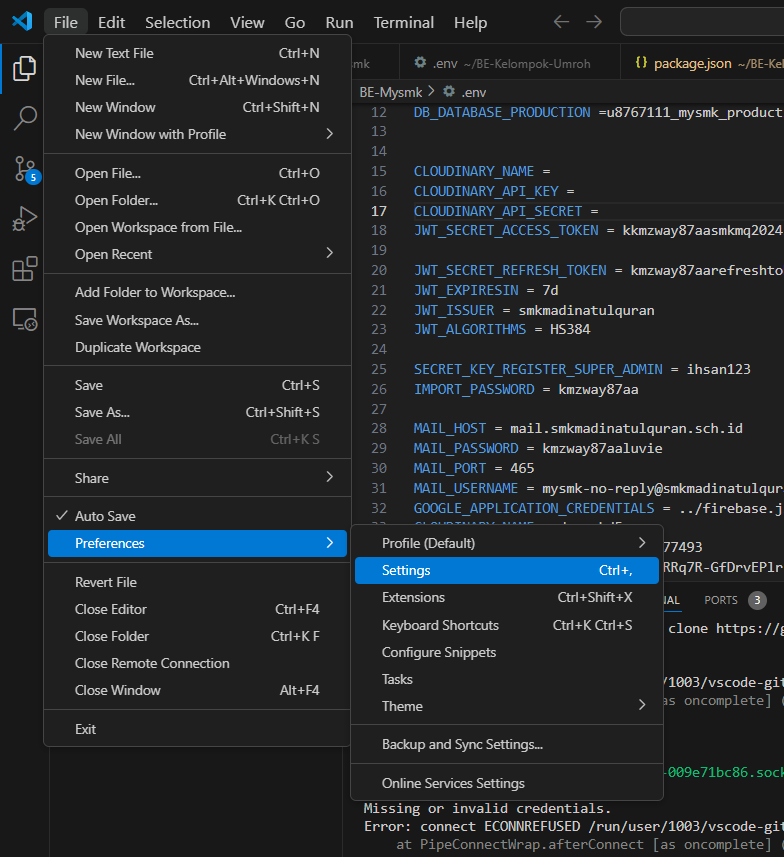 File Edit Selection View Go Run Terminal Help
New Text File Ctrl+N
New File... Ctrl+Alt+Windows+N
New Window Ctrl+Shift+N
New Window with Profile
Open File... Ctrl+O
Open Folder... Ctrl+K Ctrl+O
Open Workspace from File...
Open Recent
Add Folder to Workspace...
Save Workspace As...
Duplicate Workspace
Save Ctrl+S
Save As... Ctrl+Shift+S
Save All Ctrl+K S
Share
Auto Save
Preferences
Revert File
Close Editor Ctrl+F4
Close Folder Ctrl+K F
Close Remote Connection
Close Window Alt+F4
Exit
5
Profile (Default)
Settings Ctrl+,
Extensions Ctrl+Shift+X
Keyboard Shortcuts Ctrl+K Ctrl+S
Configure Snippets
Tasks
Theme
Backup and Sync Settings...
Online Services Settings
mk .env ~/BE-Kelompok-Umroh {} package.json ~/BE-Kel
BE-Mysmk > .env
12 DB_DATABASE_PRODUCTION =u8767111_mysmk_product
13
14
15 CLOUDINARY_NAME =
16 CLOUDINARY_API_KEY =
17 CLOUDINARY_API_SECRET =
18 JWT_SECRET_ACCESS_TOKEN = kkmzway87aasmkmq2024
19
20 JWT_SECRET_REFRESH_TOKEN = kmzway87aarefreshto
21 JWT_EXPIRESIN = 7d
22 JWT_ISSUER = smkmadinatulquran
23 JWT_ALGORITHMS = HS384
24
25 SECRET_KEY_REGISTER_SUPER_ADMIN = ihsan123
26 IMPORT_PASSWORD = kmzway87aa
27
28 MAIL_HOST = mail.smkmadinatulquran.sch.id
29 MAIL_PASSWORD = kmzway87aaluvie
30 MAIL_PORT = 465
31 MAIL_USERNAME = mysmk-no-reply@smkmadinatulqur
32 GOOGLE_APPLICATION_CREDENTIALS = ../firebase.j
77493
RRq7R-GfDrvEPlr
NAL PORTS 3
clone https://g
/1003/vscode-git
[as oncomplete] (
-009e71bc86.sock
Missing or invalid credentials.
Error: connect ECONNREFUSED /run/user/1003/vscode-git
at PipeConnectWrap.afterConnect [as oncomplete] (